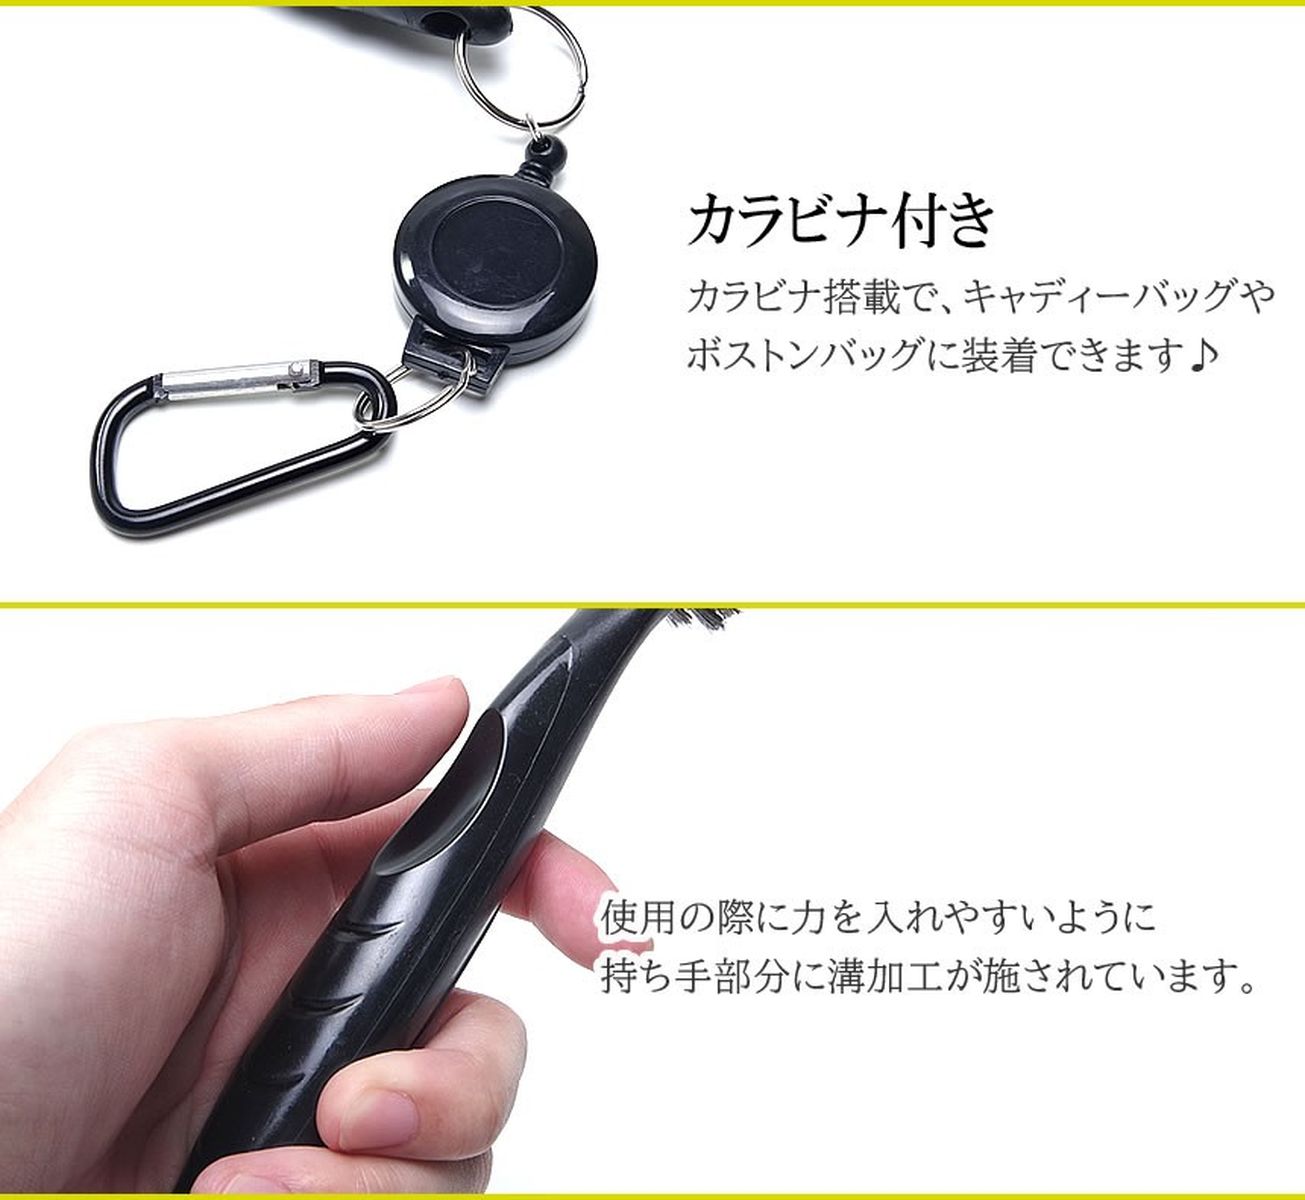 カラビナ付き
カラビナ搭載で、キャディーバッグや
ボストンバッグに装着できます♪
使用の際に力を入れやすいように
持ち手部分に溝加工が施されています。